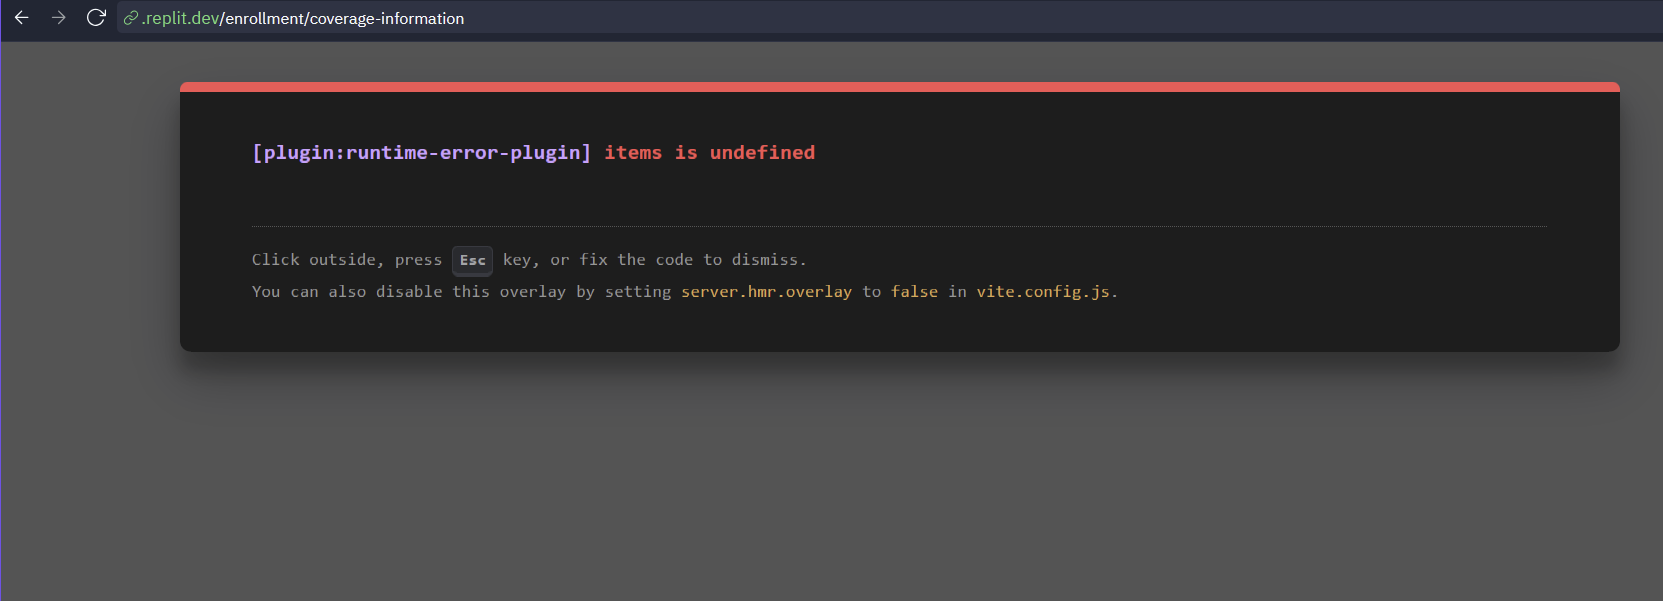 .replit.dev/enrollment/coverage-information
[plugin:runtime-error-plugin] items is undefined
Click outside, press Esc key, or fix the code to dismiss.
You can also disable this overlay by setting server.hmr.overlay to false in vite.config.js.